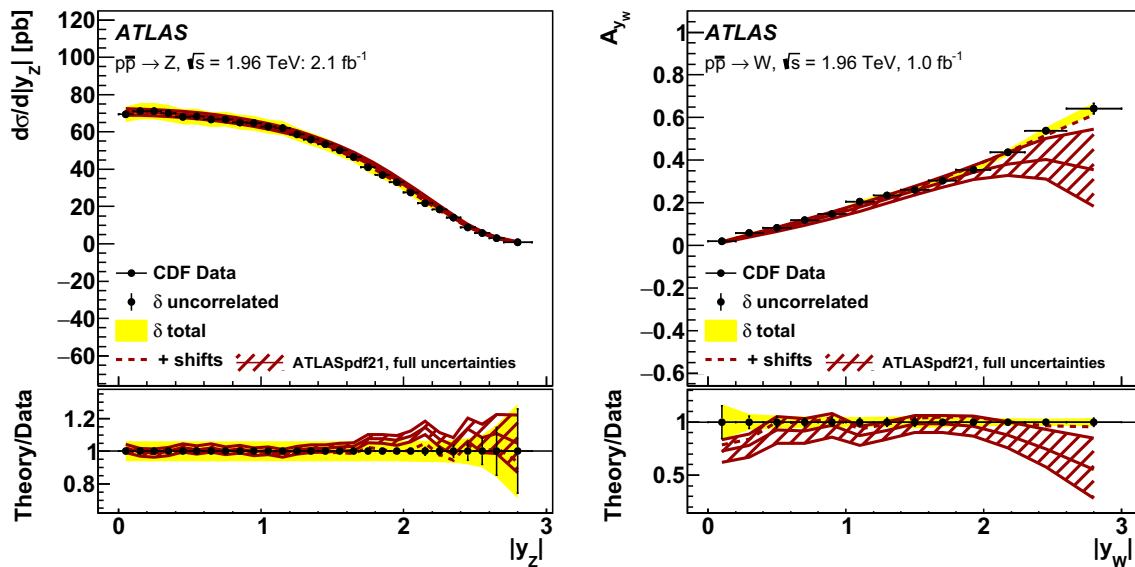 dσ/d|y_Z| [pb]
120
100
80
60
40
20
0
−20
−40
−60
ATLAS
pp̅ → Z, √s = 1.96 TeV: 2.1 fb⁻¹
CDF Data
δ uncorrelated
δ total
+ shifts
ATLASpdf21, full uncertainties
Theory/Data
1.2
1
0.8
0 1 2 3
|y_Z|
A_{y_W}
1
0.8
0.6
0.4
0.2
0
−0.2
−0.4
−0.6
ATLAS
pp̅ → W, √s = 1.96 TeV, 1.0 fb⁻¹
CDF Data
δ uncorrelated
δ total
+ shifts
ATLASpdf21, full uncertainties
Theory/Data
1
0.5
0 1 2 3
|y_W|